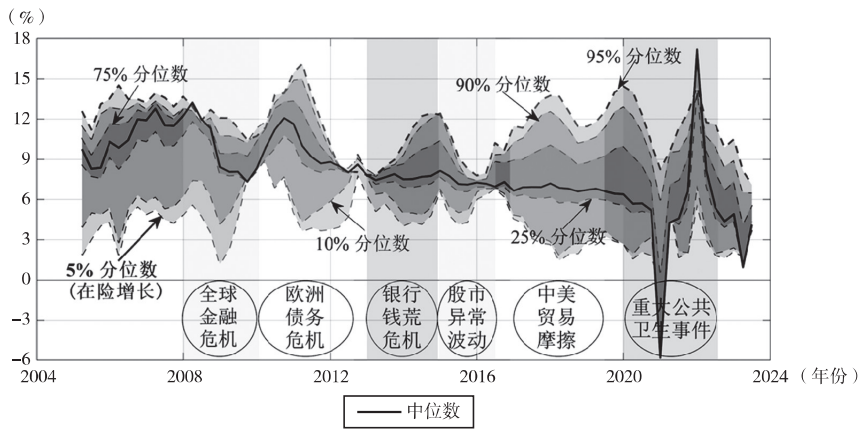 (%)
18
15
12
9
6
3
0
-3
-6
75% 分位数
90% 分位数
95% 分位数
5% 分位数
(在险增长)
10% 分位数
25% 分位数
全球
金融
危机
欧洲
债务
危机
银行
钱荒
危机
股市
异常
波动
中美
贸易
摩擦
重大公共
卫生事件
2004 2008 2012 2016 2020 2024 (年份)
中位数